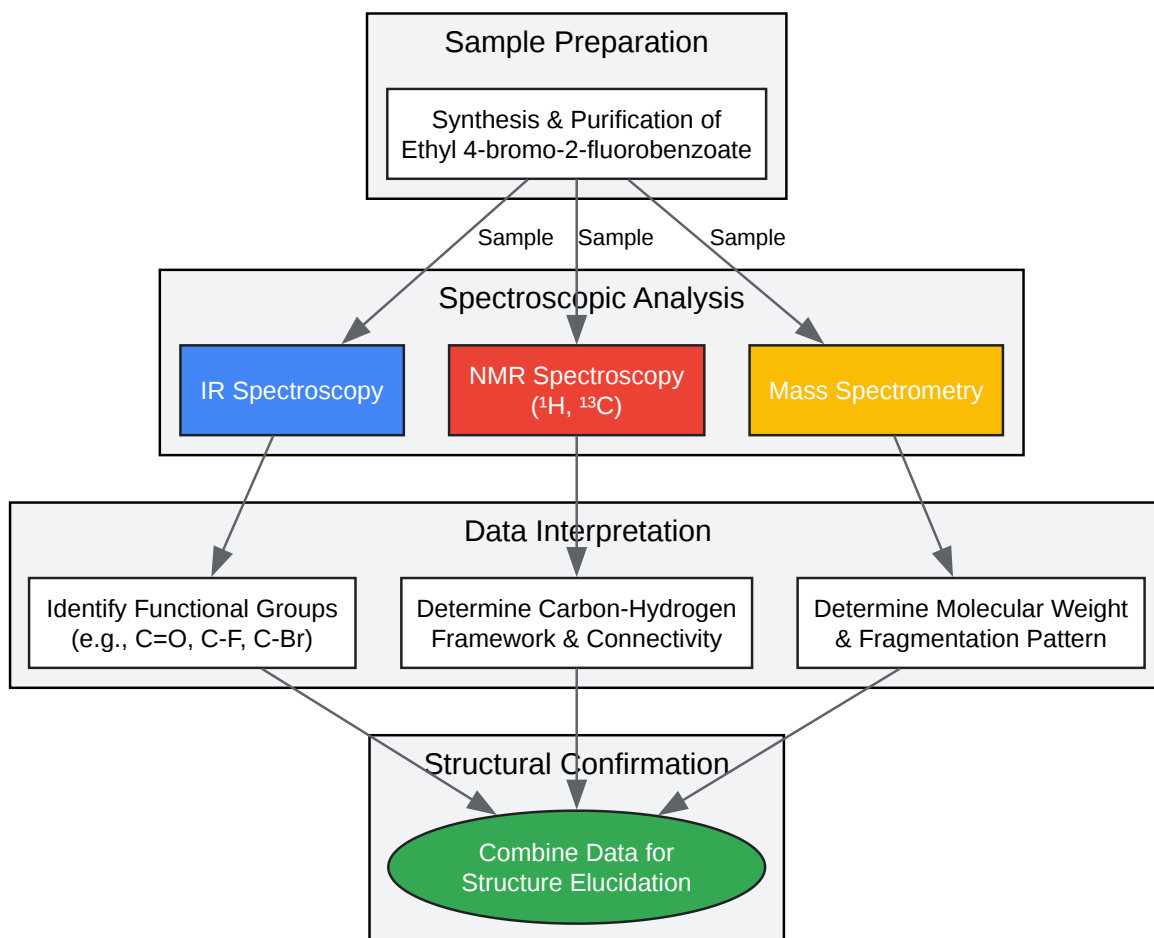 Sample Preparation
Synthesis & Purification of
Ethyl 4-bromo-2-fluorobenzoate
Sample
Sample
Sample
Spectroscopic Analysis
IR Spectroscopy
NMR Spectroscopy
(¹H, ¹³C)
Mass Spectrometry
Data Interpretation
Identify Functional Groups
(e.g., C=O, C-F, C-Br)
Determine Carbon-Hydrogen
Framework & Connectivity
Determine Molecular Weight
& Fragmentation Pattern
Structural Confirmation
Combine Data for
Structure Elucidation